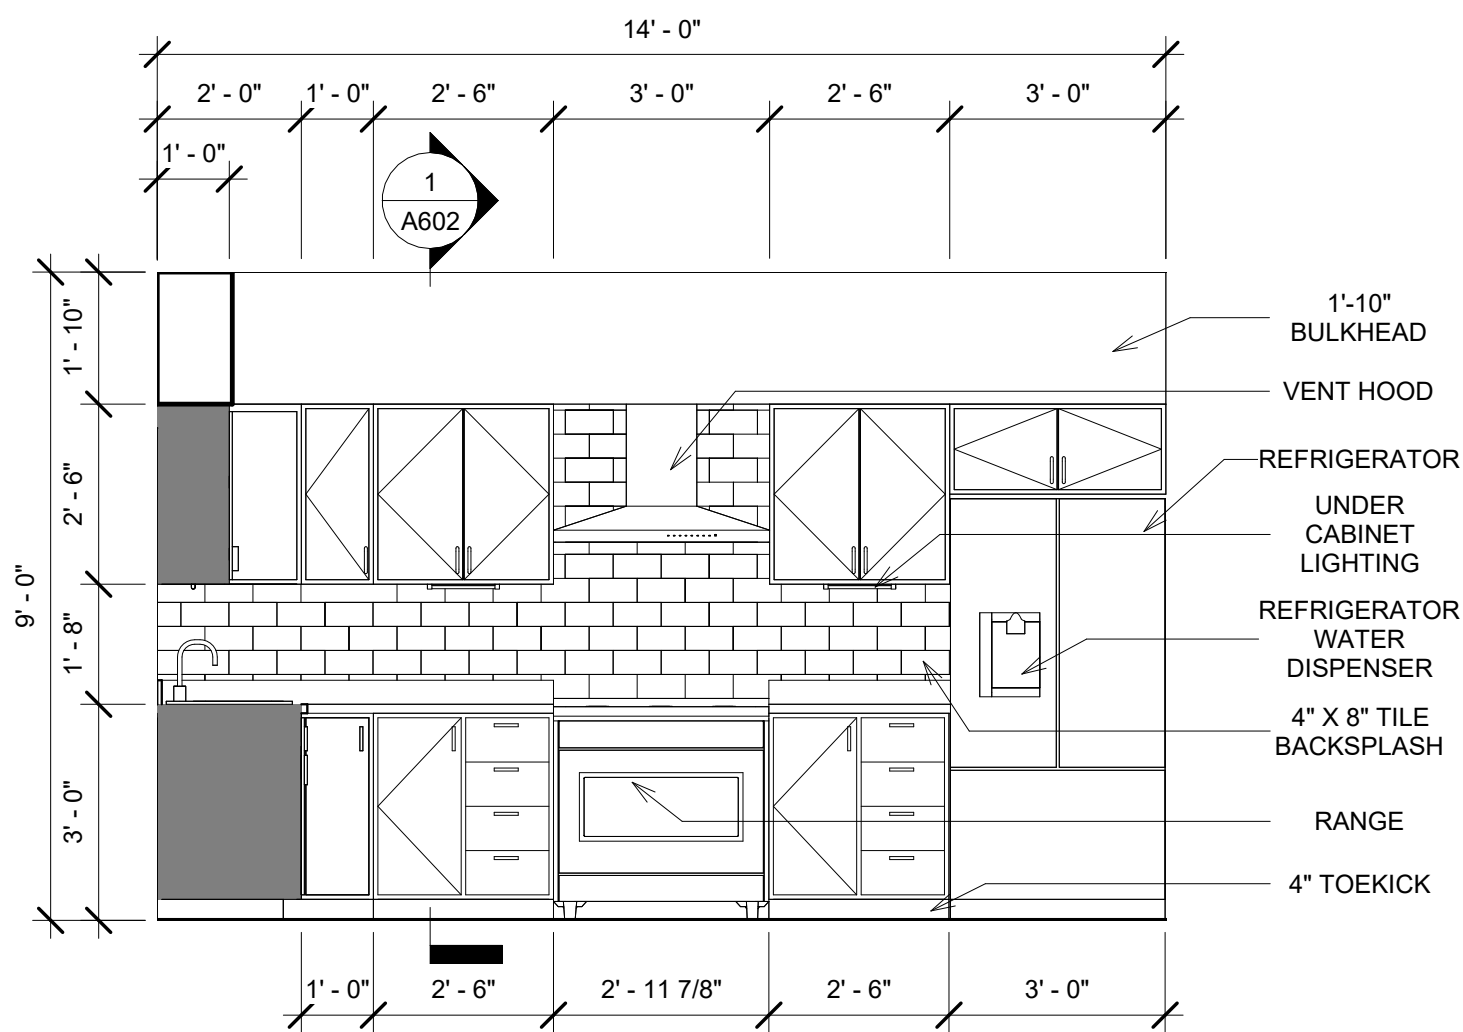 14' - 0"
2' - 0"
1' - 0"
2' - 6"
3' - 0"
2' - 6"
3' - 0"
1' - 0"
1
A602
9' - 0"
1' - 10"
2' - 6"
1' - 8"
3' - 0"
1'-10"
BULKHEAD
VENT HOOD
REFRIGERATOR
UNDER
CABINET
LIGHTING
REFRIGERATOR
WATER
DISPENSER
4" X 8" TILE
BACKSPLASH
RANGE
4" TOEKICK
1' - 0"
2' - 6"
2' - 11 7/8"
2' - 6"
3' - 0"